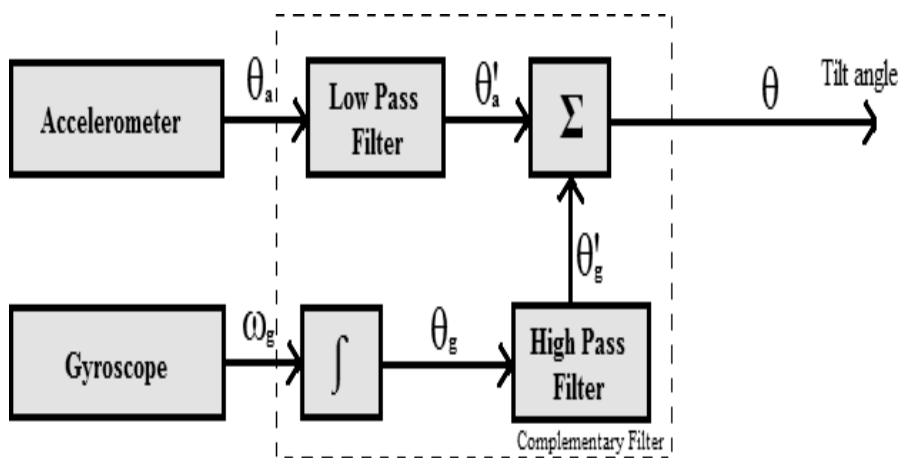 Accelerometer
θₐ
Low Pass
Filter
θ'ₐ
Σ
θ
Tilt angle
θ'g
Gyroscope
ωg
∫
θg
High Pass
Filter
Complementary Filter